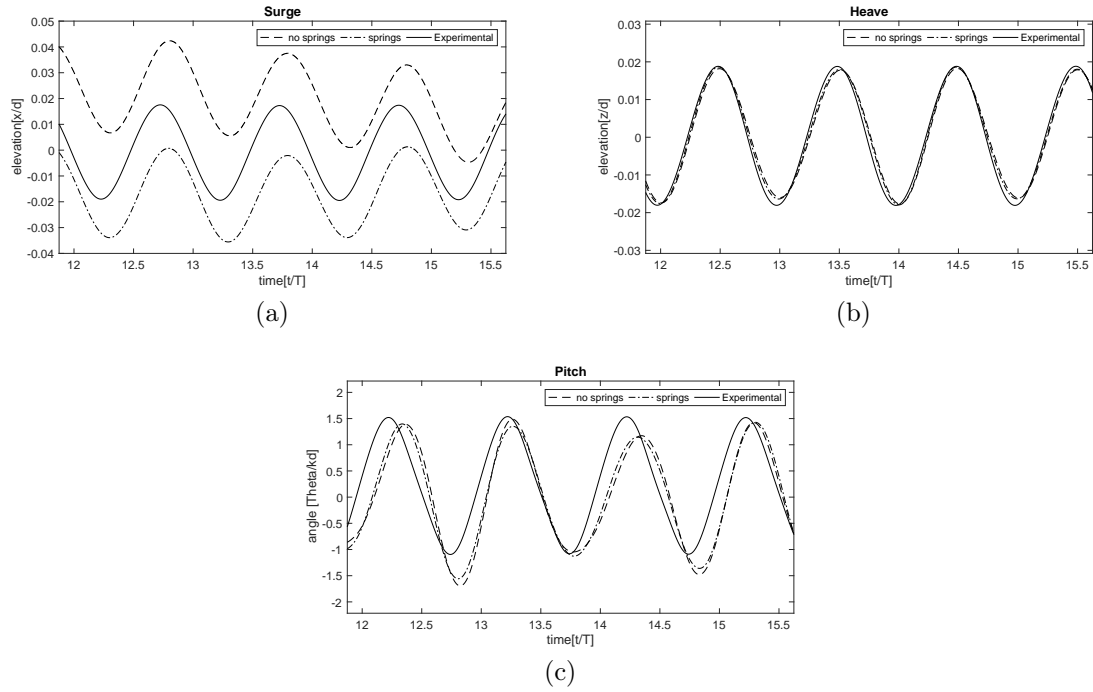 Surge
no springs springs Experimental
0.05
0.04
0.03
0.02
0.01
0
-0.01
-0.02
-0.03
-0.04
elevation[x/d]
12 12.5 13 13.5 14 14.5 15 15.5
time[t/T]
(a)
Heave
no springs springs Experimental
0.03
0.02
0.01
0
-0.01
-0.02
-0.03
elevation[z/d]
12 12.5 13 13.5 14 14.5 15 15.5
time[t/T]
(b)
Pitch
no springs springs Experimental
2
1.5
1
0.5
0
-0.5
-1
-1.5
-2
angle [Theta/kd]
12 12.5 13 13.5 14 14.5 15 15.5
time[t/T]
(c)